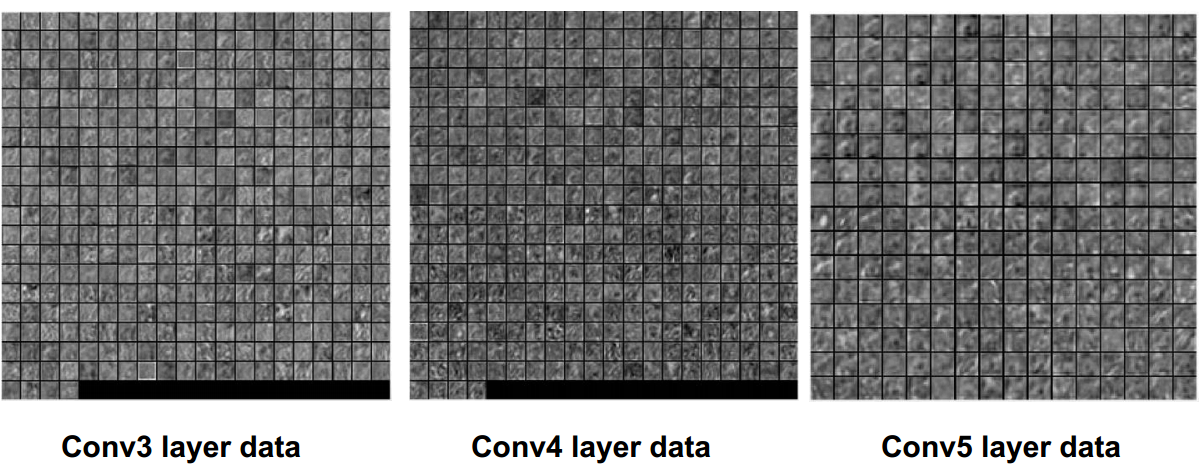 Conv3 layer data
Conv4 layer data
Conv5 layer data